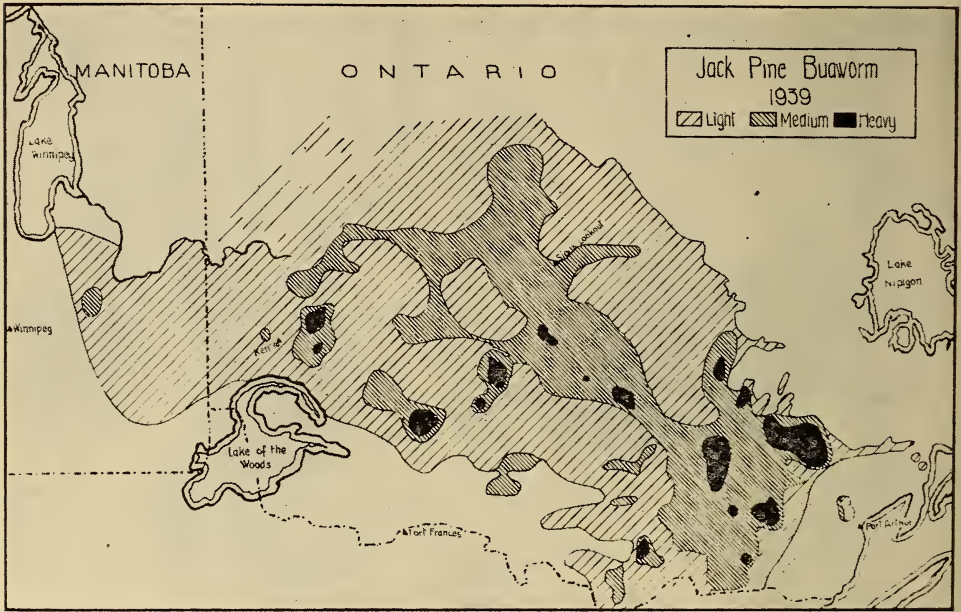 MANITOBA
ONTARIO
Jack Pine Budworm
1939
Light Medium Heavy
Lake
Winnipeg
Sioux Lookout
Lake
Nipigon
Winnipeg
Lake of the
Woods
Fort Frances
Port Arthur